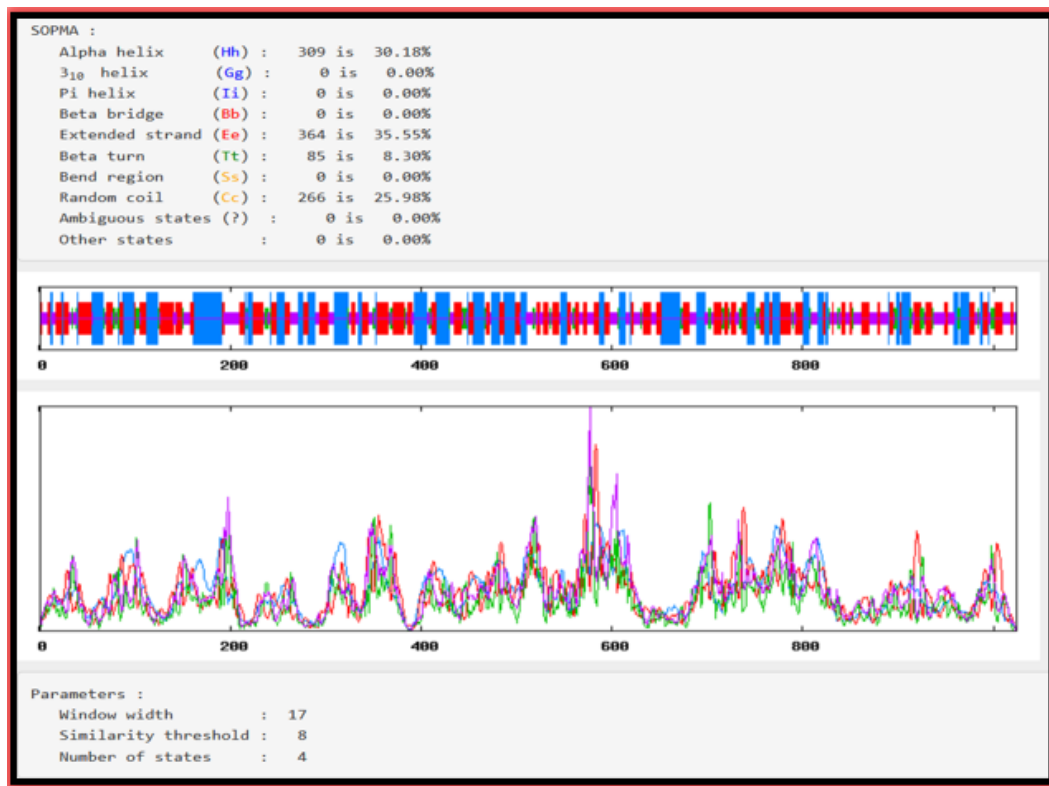 SOPMA :
Alpha helix (Hh) : 309 is 30.18%
3₁₀ helix (Gg) : 0 is 0.00%
Pi helix (Ii) : 0 is 0.00%
Beta bridge (Bb) : 0 is 0.00%
Extended strand (Ee) : 364 is 35.55%
Beta turn (Tt) : 85 is 8.30%
Bend region (Ss) : 0 is 0.00%
Random coil (Cc) : 266 is 25.98%
Ambiguous states (?) : 0 is 0.00%
Other states : 0 is 0.00%
0 200 400 600 800
0 200 400 600 800
Parameters :
Window width : 17
Similarity threshold : 8
Number of states : 4